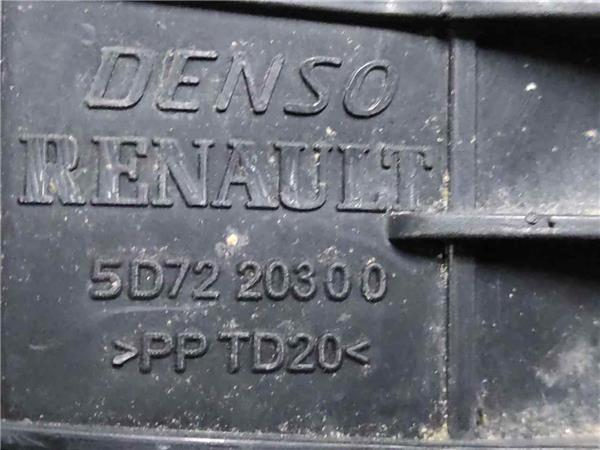 DENSO
RENAULT
5D72 20300
>PP TD20<